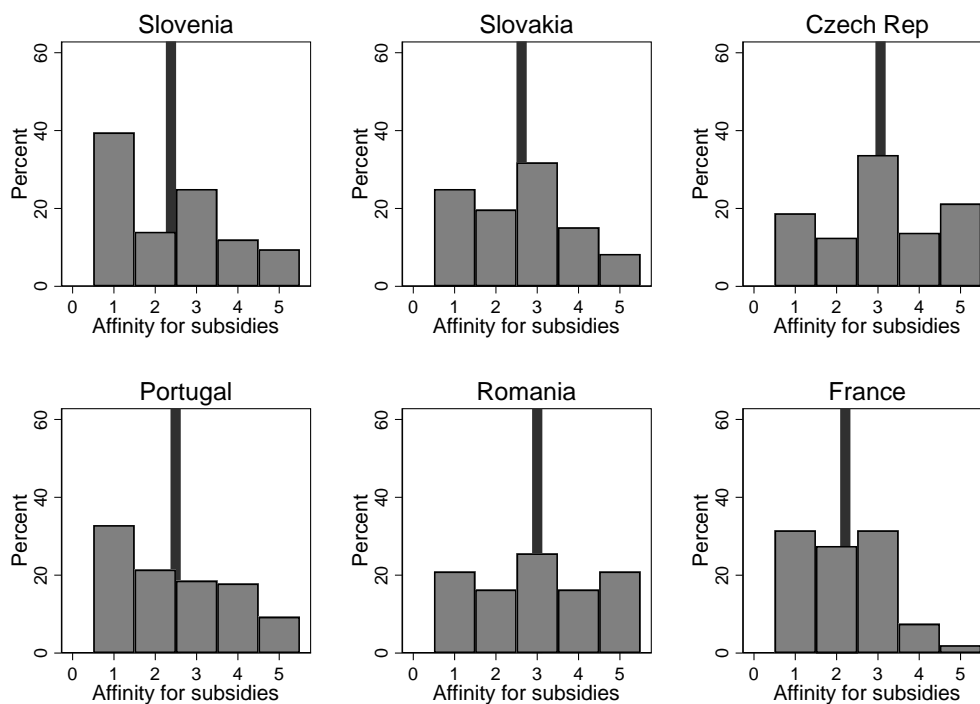 Slovenia
Percent
0 20 40 60
0 1 2 3 4 5
Affinity for subsidies
Slovakia
Percent
0 20 40 60
0 1 2 3 4 5
Affinity for subsidies
Czech Rep
Percent
0 20 40 60
0 1 2 3 4 5
Affinity for subsidies
Portugal
Percent
0 20 40 60
0 1 2 3 4 5
Affinity for subsidies
Romania
Percent
0 20 40 60
0 1 2 3 4 5
Affinity for subsidies
France
Percent
0 20 40 60
0 1 2 3 4 5
Affinity for subsidies